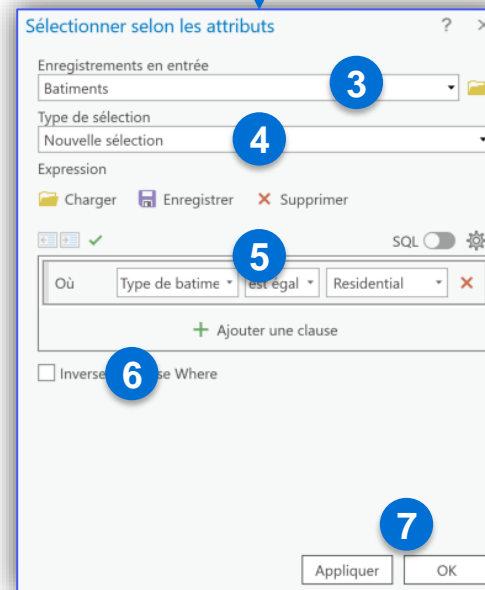 Sélectionner selon les attributs ? ×
Enregistrements en entrée
Batiments 3
Type de sélection
Nouvelle sélection 4
Expression
Charger Enregistrer × Supprimer
SQL
5
Où Type de batime est égal Residential ×
+ Ajouter une clause
Inverse 6 se Where
7
Appliquer OK